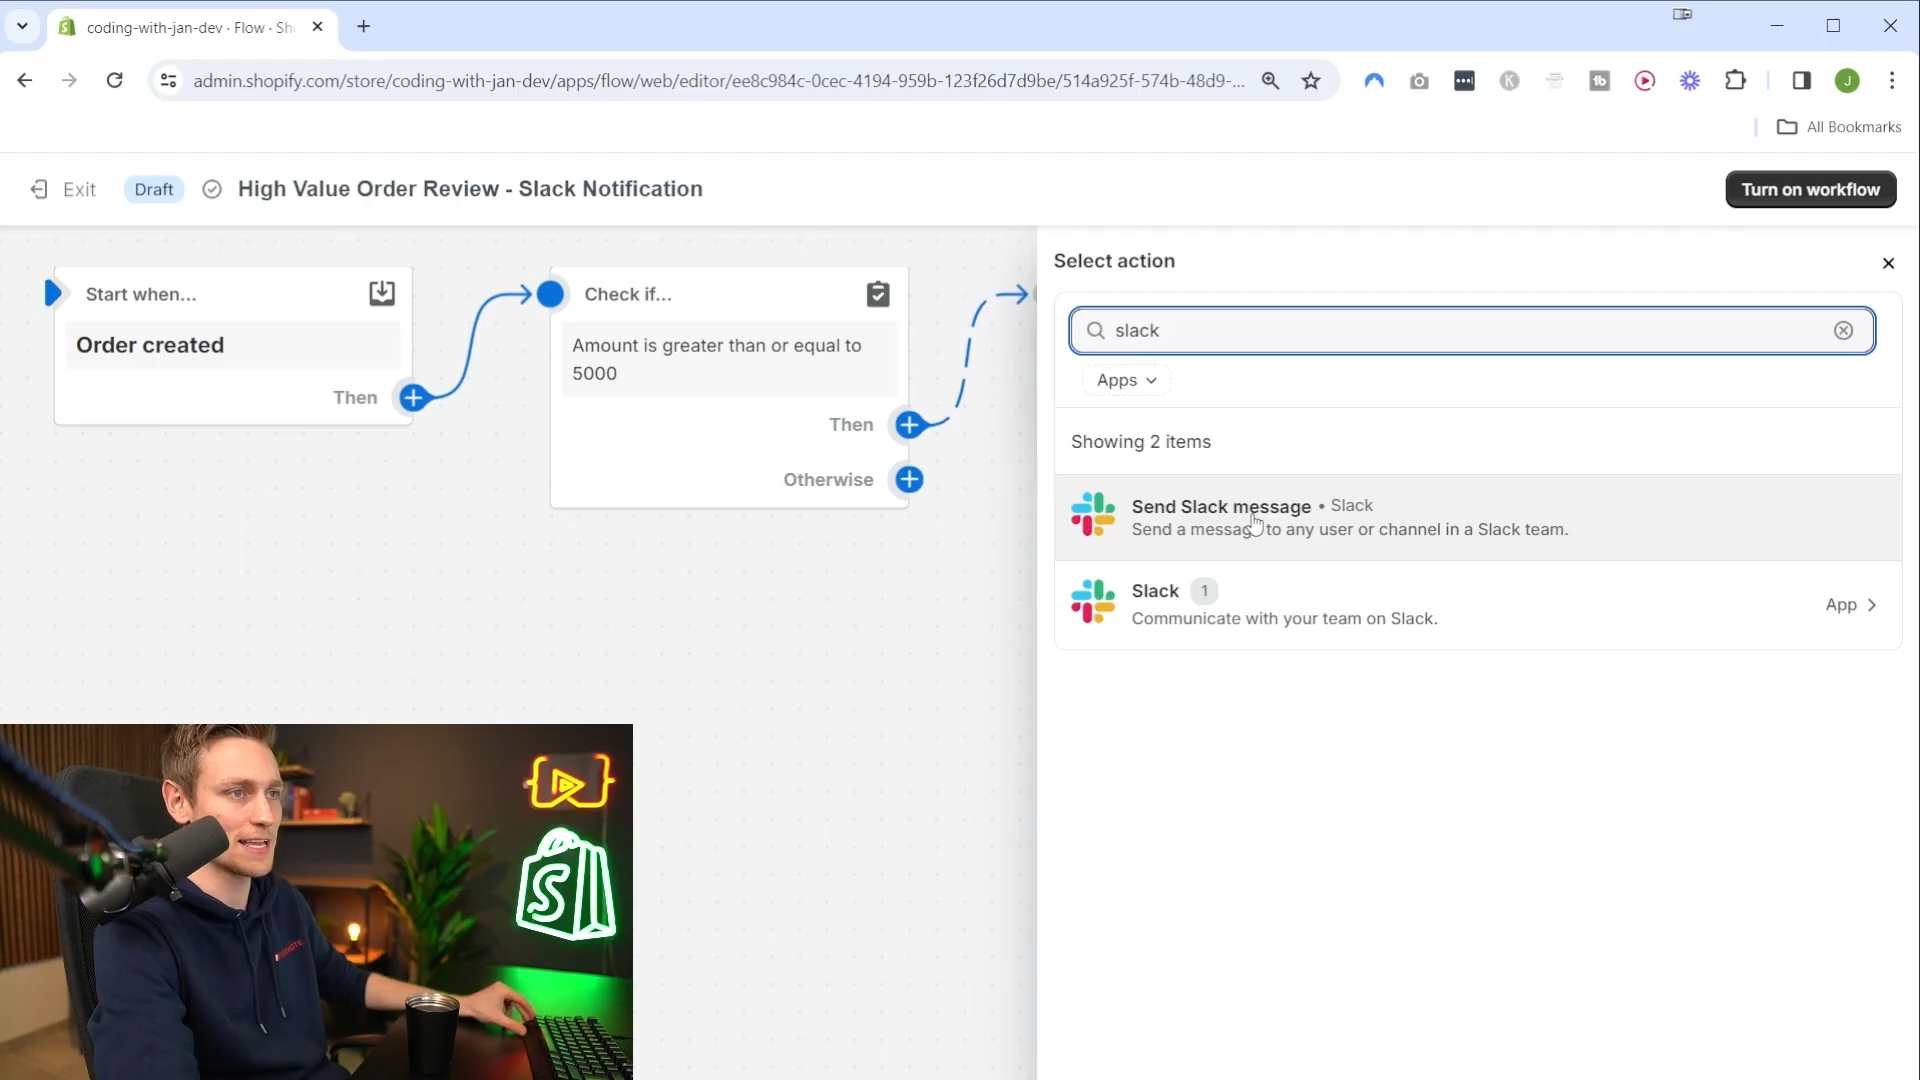 coding-with-jan-dev · Flow · Sh
admin.shopify.com/store/coding-with-jan-dev/apps/flow/web/editor/ee8c984c-0cec-4194-959b-123f26d7d9be/514a925f-574b-48d9-...
K
tb
J
All Bookmarks
Exit
Draft
High Value Order Review - Slack Notification
Turn on workflow
Start when...
Order created
Then
Check if...
Amount is greater than or equal to
5000
Then
Otherwise
Select action
slack
Apps
Showing 2 items
Send Slack message • Slack
Send a message to any user or channel in a Slack team.
Slack 1
App
Communicate with your team on Slack.
S